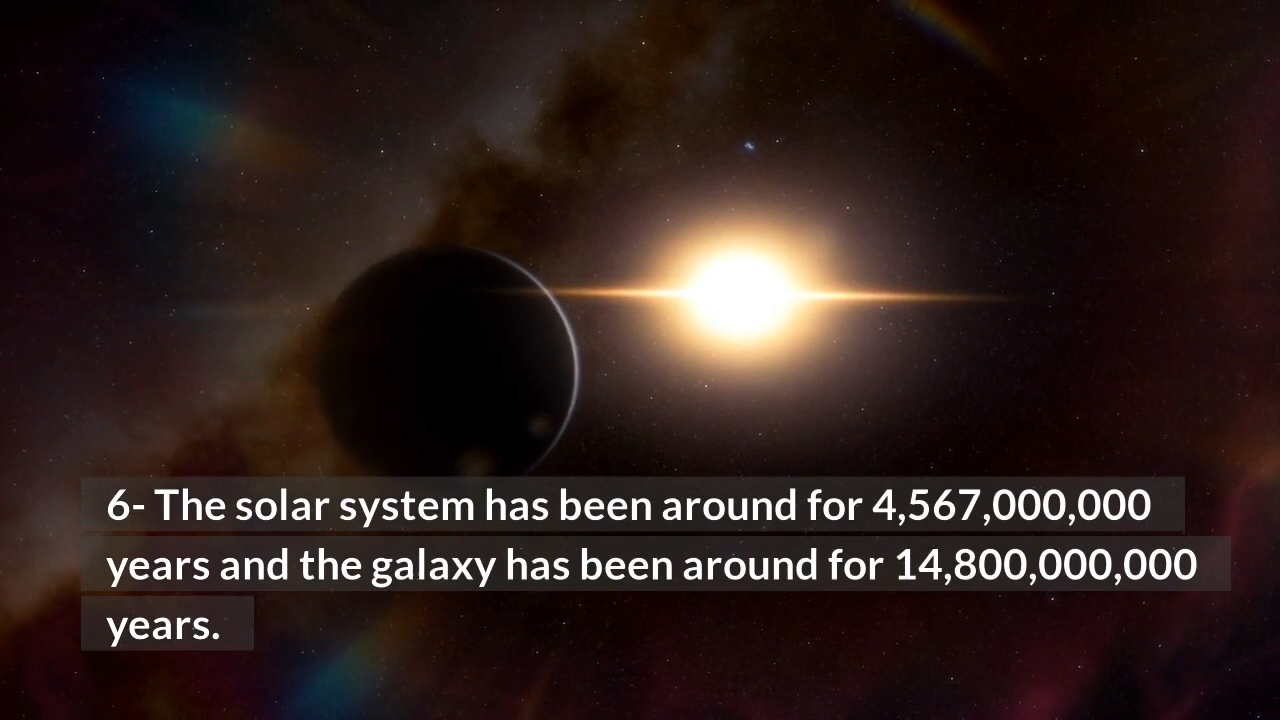 6- The solar system has been around for 4,567,000,000
years and the galaxy has been around for 14,800,000,000
years.